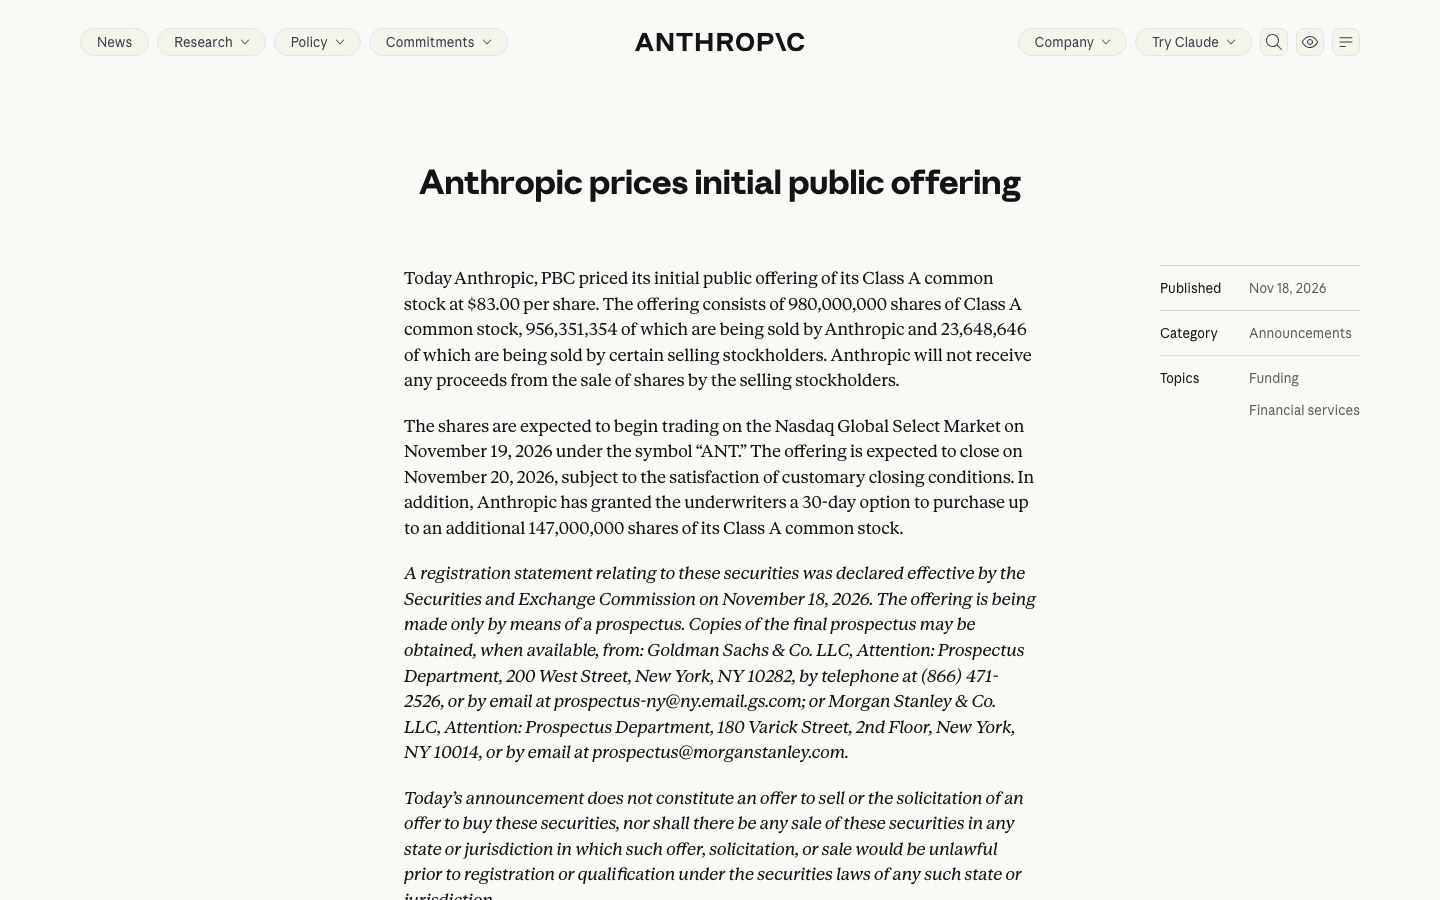 News
Research
Policy
Commitments
ANTHROP\C
Company
Try Claude
Anthropic prices initial public offering
Today Anthropic, PBC priced its initial public offering of its Class A common
stock at $83.00 per share. The offering consists of 980,000,000 shares of Class A
common stock, 956,351,354 of which are being sold by Anthropic and 23,648,646
of which are being sold by certain selling stockholders. Anthropic will not receive
any proceeds from the sale of shares by the selling stockholders.
The shares are expected to begin trading on the Nasdaq Global Select Market on
November 19, 2026 under the symbol “ANT.” The offering is expected to close on
November 20, 2026, subject to the satisfaction of customary closing conditions. In
addition, Anthropic has granted the underwriters a 30-day option to purchase up
to an additional 147,000,000 shares of its Class A common stock.
A registration statement relating to these securities was declared effective by the
Securities and Exchange Commission on November 18, 2026. The offering is being
made only by means of a prospectus. Copies of the final prospectus may be
obtained, when available, from: Goldman Sachs & Co. LLC, Attention: Prospectus
Department, 200 West Street, New York, NY 10282, by telephone at (866) 471-
2526, or by email at prospectus-ny@ny.email.gs.com; or Morgan Stanley & Co.
LLC, Attention: Prospectus Department, 180 Varick Street, 2nd Floor, New York,
NY 10014, or by email at prospectus@morganstanley.com.
Today’s announcement does not constitute an offer to sell or the solicitation of an
offer to buy these securities, nor shall there be any sale of these securities in any
state or jurisdiction in which such offer, solicitation, or sale would be unlawful
prior to registration or qualification under the securities laws of any such state or
jurisdiction.
Published Nov 18, 2026
Category Announcements
Topics Funding
Financial services